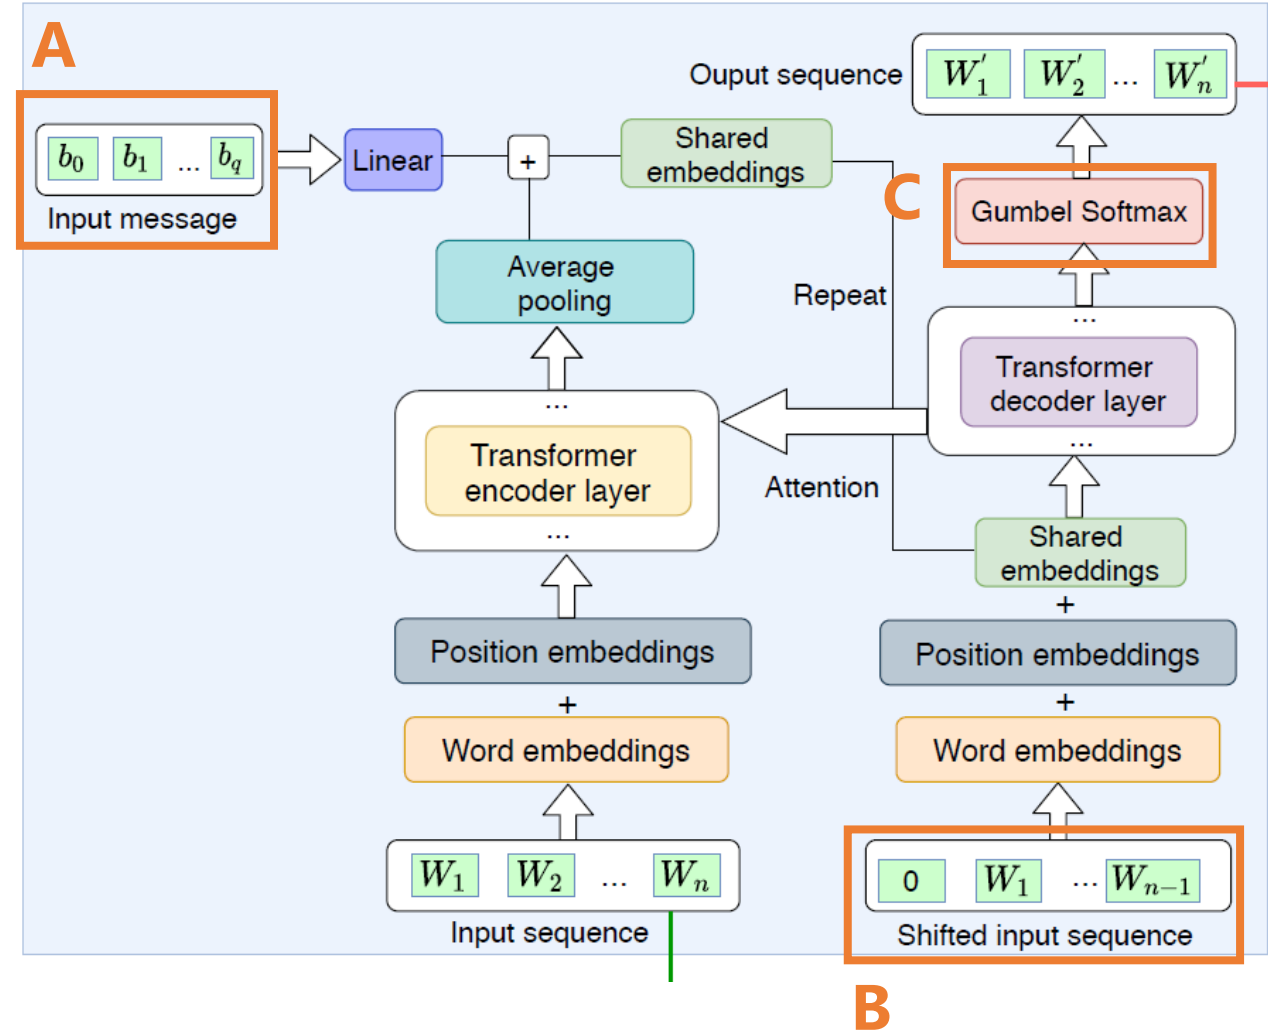 A
b0 b1 ... bq
Input message
Linear
+
Shared
embeddings
Ouput sequence
W'1 W'2 ... W'n
C
Gumbel Softmax
Average
pooling
Repeat
...
Transformer
decoder layer
...
...
Transformer
encoder layer
...
Attention
Shared
embeddings
+
Position embeddings
Position embeddings
+
+
Word embeddings
Word embeddings
W1 W2 ... Wn
Input sequence
0 W1 ... Wn−1
Shifted input sequence
B